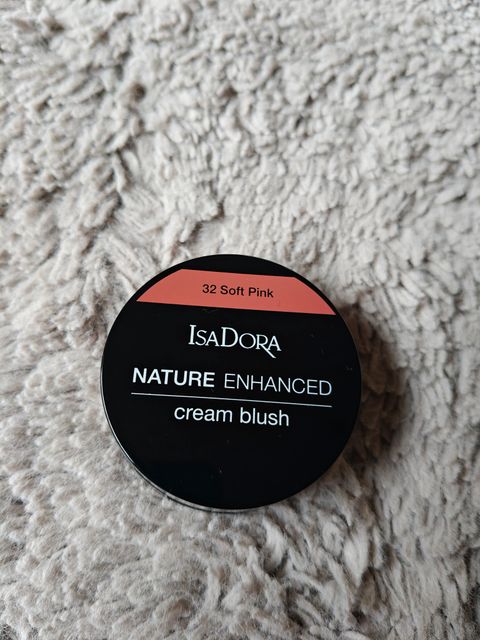 32 Soft Pink
ISADORA
NATURE ENHANCED
cream blush